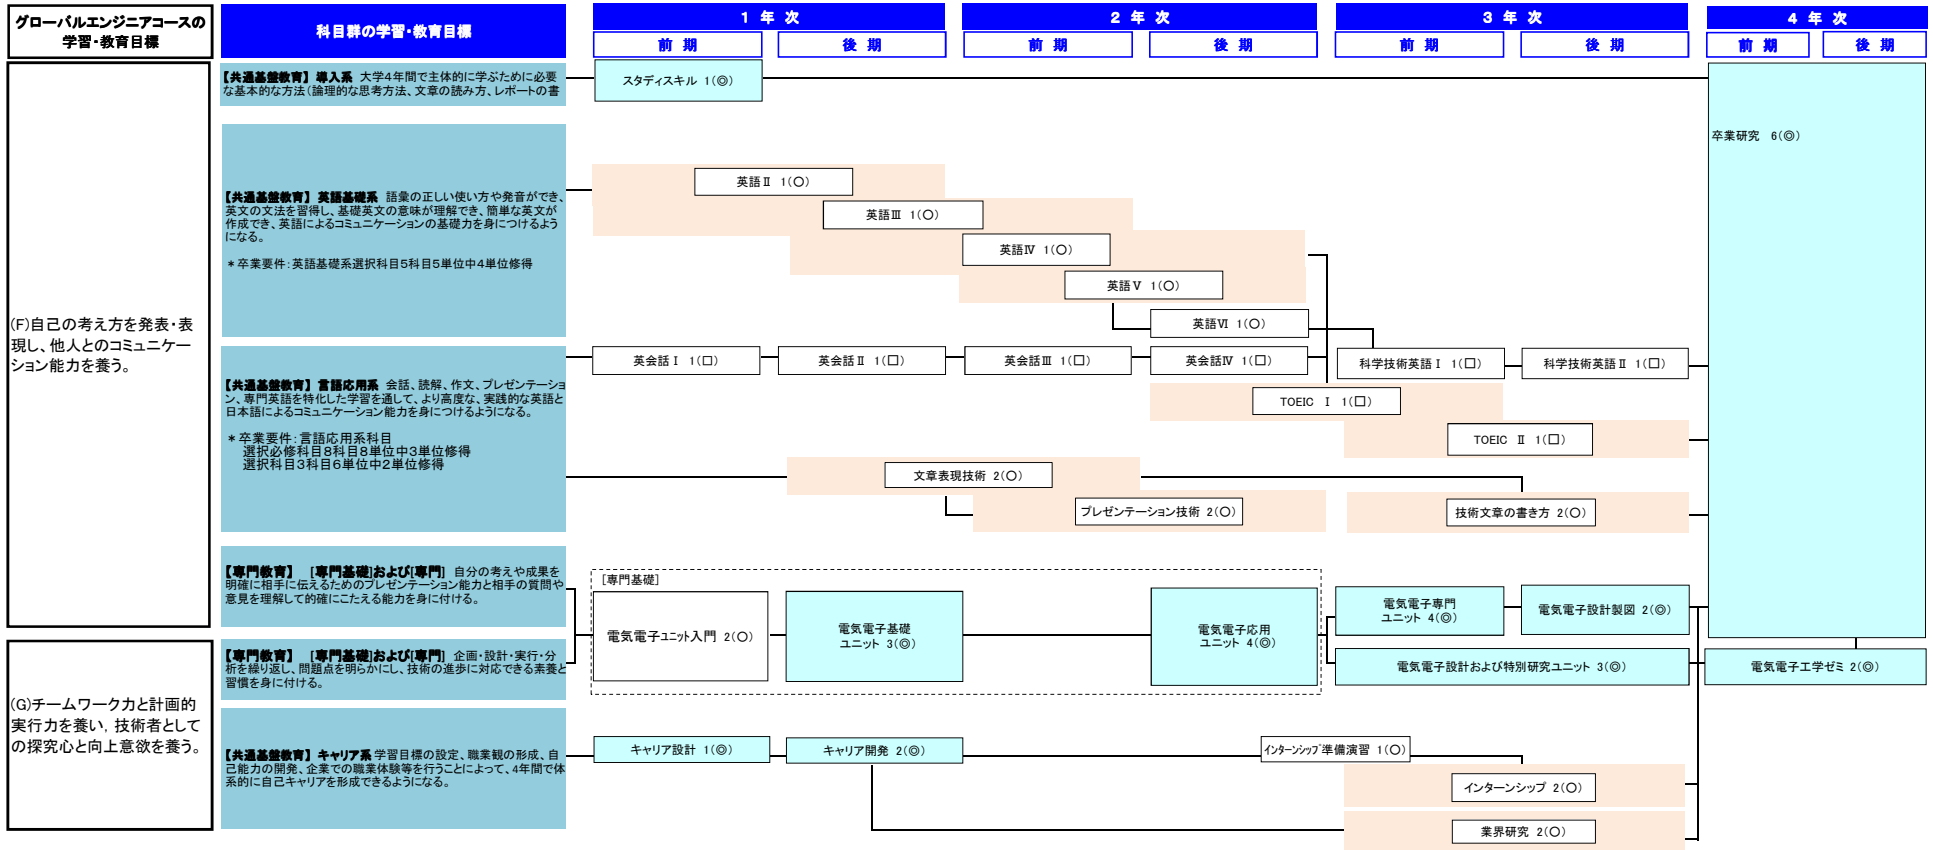 グローバルエンジニアコースの
学習・教育目標
科目群の学習・教育目標
1 年 次
2 年 次
3 年 次
4 年 次
前 期
後 期
前 期
後 期
前 期
後 期
前 期
後 期
【共通基盤教育】 導入系 大学4年間で主体的に学ぶために必要
な基本的な方法(論理的な思考方法、文章の読み方、レポートの書
スタディスキル 1(◎)
卒業研究 6(◎)
【共通基盤教育】 英語基礎系 語彙の正しい使い方や発音ができ、
英文の文法を習得し、基礎英文の意味が理解でき、簡単な英文が
作成でき、英語によるコミュニケーションの基礎力を身につけるよう
になる。
*卒業要件:英語基礎系選択科目5科目5単位中4単位修得
英語Ⅱ 1(○)
英語Ⅲ 1(○)
英語Ⅳ 1(○)
英語Ⅴ 1(○)
英語Ⅵ 1(○)
(F)自己の考え方を発表・表
現し、他人とのコミュニケー
ション能力を養う。
【共通基盤教育】 言語応用系 会話、読解、作文、プレゼンテーショ
ン、専門英語を特化した学習を通して、より高度な、実践的な英語と
日本語によるコミュニケーション能力を身につけるようになる。
*卒業要件:言語応用系科目
選択必修科目8科目8単位中3単位修得
選択科目3科目6単位中2単位修得
英会話Ⅰ 1(□)
英会話Ⅱ 1(□)
英会話Ⅲ 1(□)
英会話Ⅳ 1(□)
科学技術英語Ⅰ 1(□)
科学技術英語Ⅱ 1(□)
TOEIC Ⅰ 1(□)
TOEIC Ⅱ 1(□)
文章表現技術 2(○)
プレゼンテーション技術 2(○)
技術文章の書き方 2(○)
【専門教育】 [専門基礎]および[専門] 自分の考えや成果を
明確に相手に伝えるためのプレゼンテーション能力と相手の質問や
意見を理解して的確にこたえる能力を身に付ける。
[専門基礎]
電気電子ユニット入門 2(○)
電気電子基礎
ユニット 3(◎)
電気電子応用
ユニット 4(◎)
電気電子専門
ユニット 4(◎)
電気電子設計製図 2(◎)
【専門教育】 [専門基礎]および[専門] 企画・設計・実行・分
析を繰り返し、問題点を明らかにし、技術の進歩に対応できる素養と
習慣を身に付ける。
電気電子設計および特別研究ユニット 3(◎)
電気電子工学ゼミ 2(◎)
(G)チームワーク力と計画的
実行力を養い, 技術者として
の探究心と向上意欲を養う。
【共通基盤教育】 キャリア系 学習目標の設定、職業観の形成、自
己能力の開発、企業での職業体験等を行うことによって、4年間で体
系的に自己キャリアを形成できるようになる。
キャリア設計 1(◎)
キャリア開発 2(◎)
インターンシップ準備演習 1(○)
インターンシップ 2(○)
業界研究 2(○)